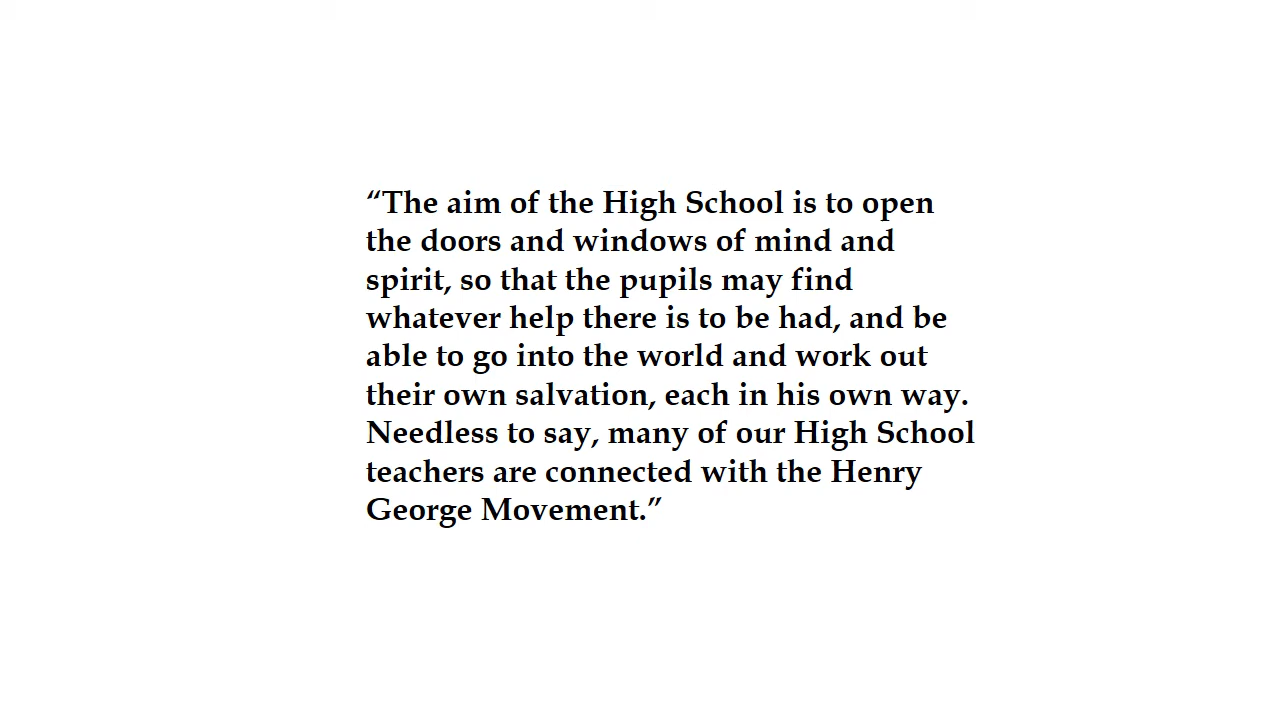 “The aim of the High School is to open
the doors and windows of mind and
spirit, so that the pupils may find
whatever help there is to be had, and be
able to go into the world and work out
their own salvation, each in his own way.
Needless to say, many of our High School
teachers are connected with the Henry
George Movement.”